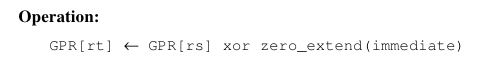 Operation:
GPR[rt] ← GPR[rs] xor zero_extend(immediate)